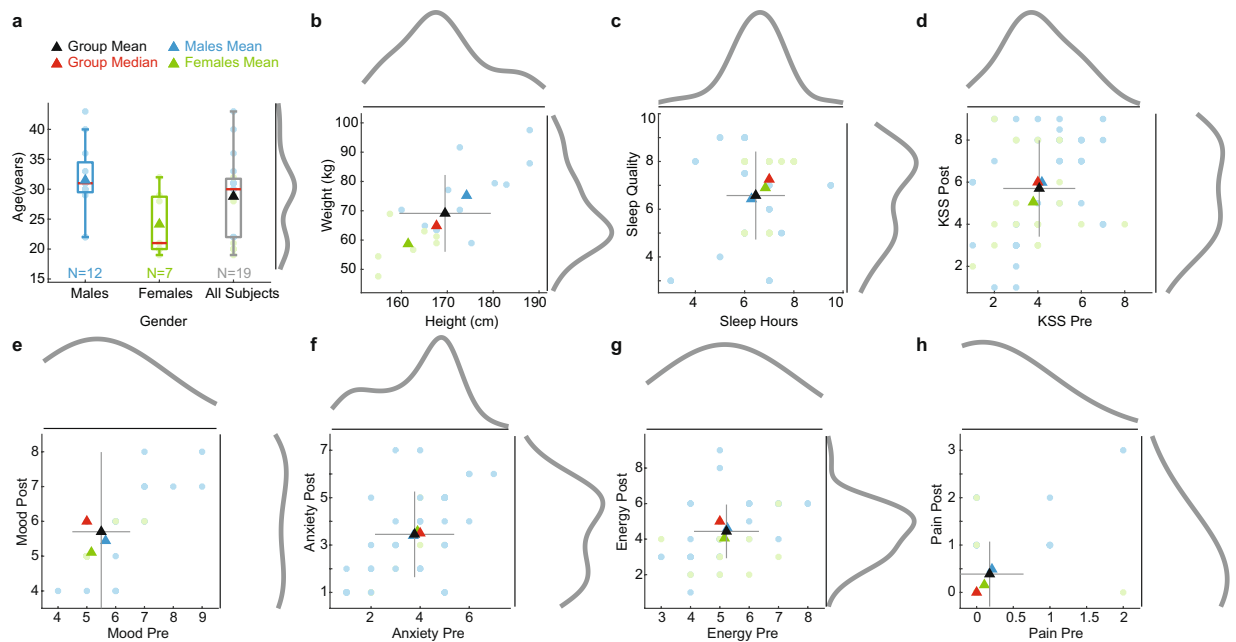 a
Group Mean
Males Mean
Group Median
Females Mean
Age(years)
40
35
30
25
20
15
N=12
N=7
N=19
Males
Females
All Subjects
Gender
b
Weight (kg)
100
90
80
70
60
50
160
170
180
190
Height (cm)
c
Sleep Quality
10
8
6
4
4
6
8
10
Sleep Hours
d
KSS Post
8
6
4
2
2
4
6
8
KSS Pre
e
Mood Post
8
7
6
5
4
4
5
6
7
8
9
Mood Pre
f
Anxiety Post
7
6
5
4
3
2
1
2
4
6
Anxiety Pre
g
Energy Post
8
6
4
2
3
4
5
6
7
8
Energy Pre
h
Pain Post
3
2
1
0
0
0.5
1
1.5
2
Pain Pre